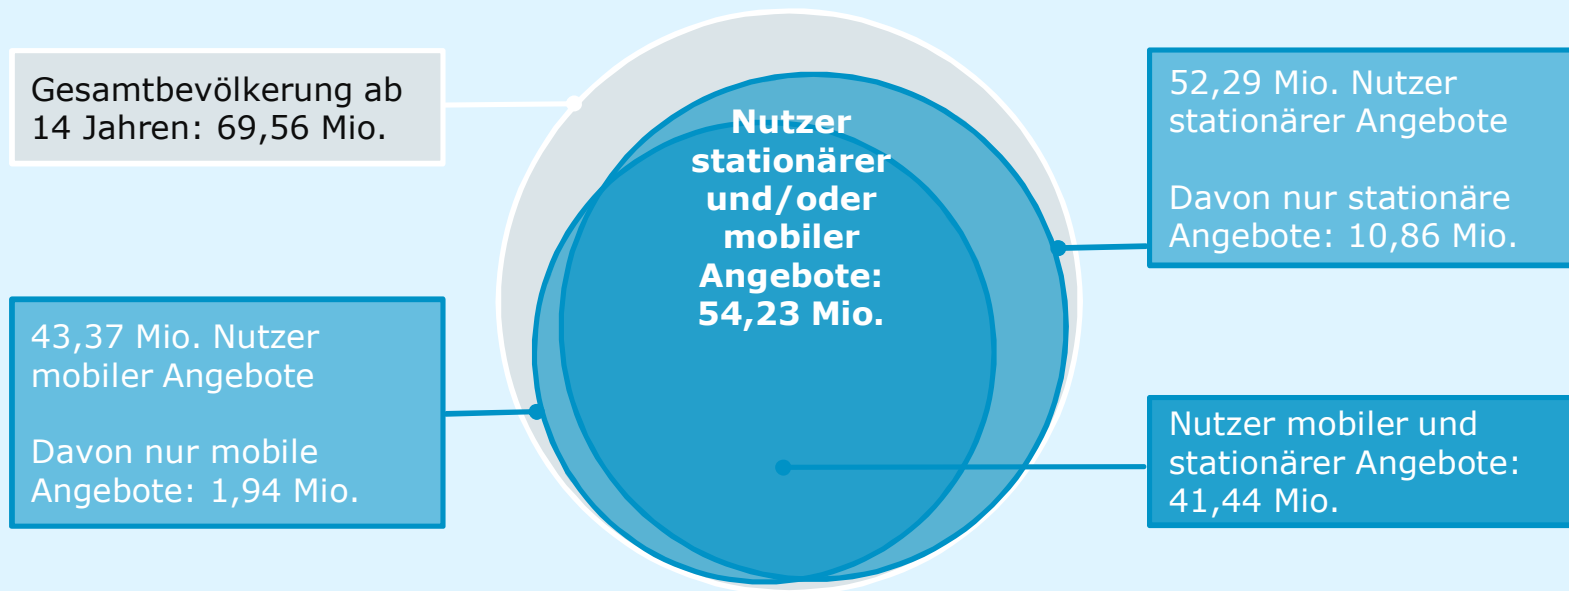 Gesamtbevölkerung ab
14 Jahren: 69,56 Mio.
43,37 Mio. Nutzer
mobiler Angebote
Davon nur mobile
Angebote: 1,94 Mio.
Nutzer
stationärer
und/oder
mobiler
Angebote:
54,23 Mio.
52,29 Mio. Nutzer
stationärer Angebote
Davon nur stationäre
Angebote: 10,86 Mio.
Nutzer mobiler und
stationärer Angebote:
41,44 Mio.